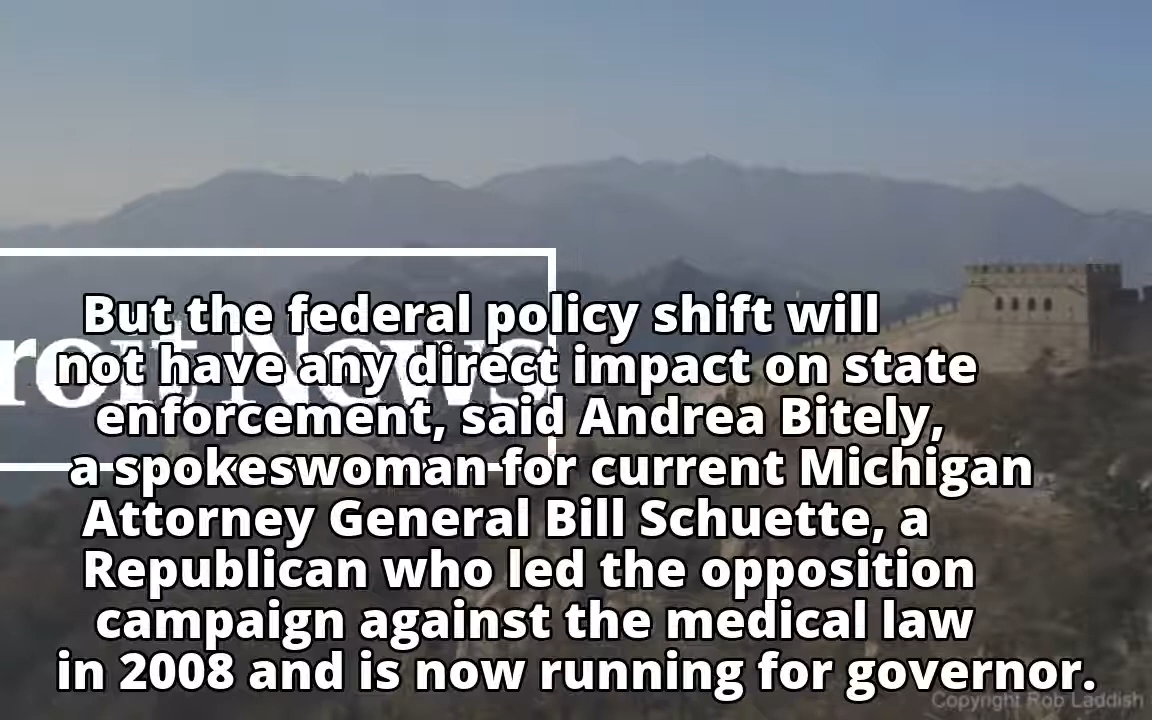 But the federal policy shift will
not have any direct impact on state
enforcement, said Andrea Bitely,
a spokeswoman for current Michigan
Attorney General Bill Schuette, a
Republican who led the opposition
campaign against the medical law
in 2008 and is now running for governor.
roit News
Copyright Rob Laddish